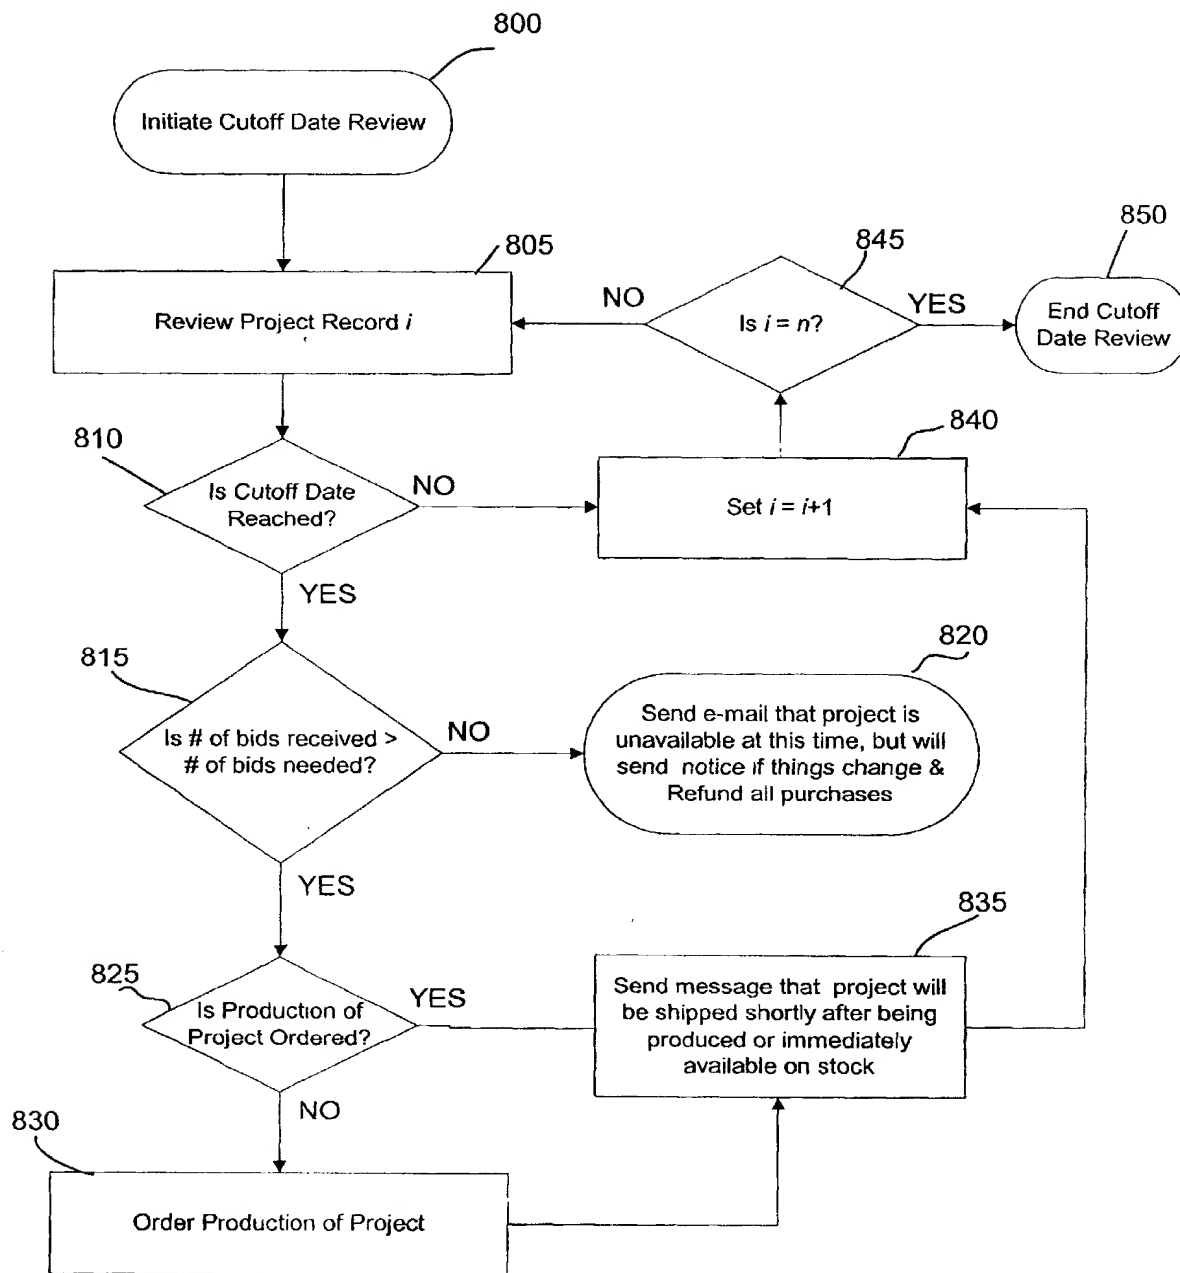 800
Initiate Cutoff Date Review
805
Review Project Record i
845
NO
Is i = n?
YES
850
End Cutoff
Date Review
810
Is Cutoff Date
Reached?
NO
840
Set i = i+1
YES
815
Is # of bids received >
# of bids needed?
NO
820
Send e-mail that project is
unavailable at this time, but will
send notice if things change &
Refund all purchases
YES
825
Is Production of
Project Ordered?
YES
835
Send message that project will
be shipped shortly after being
produced or immediately
available on stock
NO
830
Order Production of Project